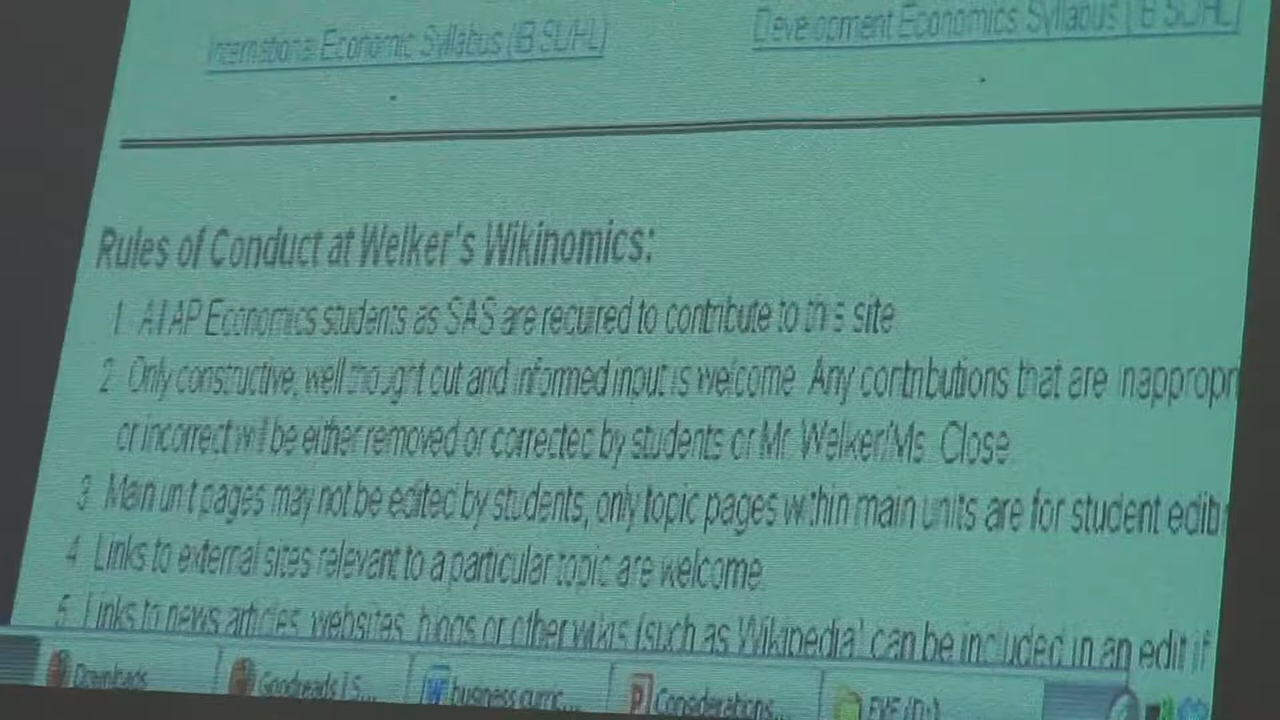 International Economic Syllabus (IB SL/HL)
Development Economics Syllabus (IB SL/HL)
Rules of Conduct at Welker's Wikinomics:
1. All AP Economics students as SAS are required to contribute to this site
2. Only constructive, well thought out and informed input is welcome. Any contributions that are inappropr
or incorrect will be either removed or corrected by students or Mr. Welker/Ms. Close.
3. Main unit pages may not be edited by students, only topic pages within main units are for student
4. Links to external sites relevant to a particular topic are welcome.
5. Links to news articles, websites, blogs or other wikis (such as Wikipedia) can be included in an edit if
Downloads
Goodreads | S...
business curric...
Considerations...